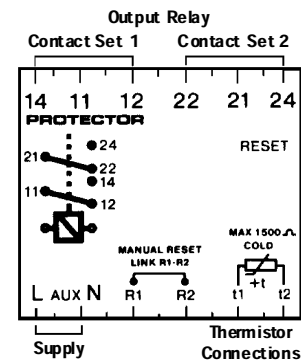 Output Relay
Contact Set 1 Contact Set 2
14 11 12 22 21 24
PROTECTOR
24
21
22
14
11
12
RESET
MANUAL RESET
LINK R1-R2
MAX 1500 Ω
COLD
+t
L AUX N R1 R2 t1 t2
Supply
Thermistor
Connections